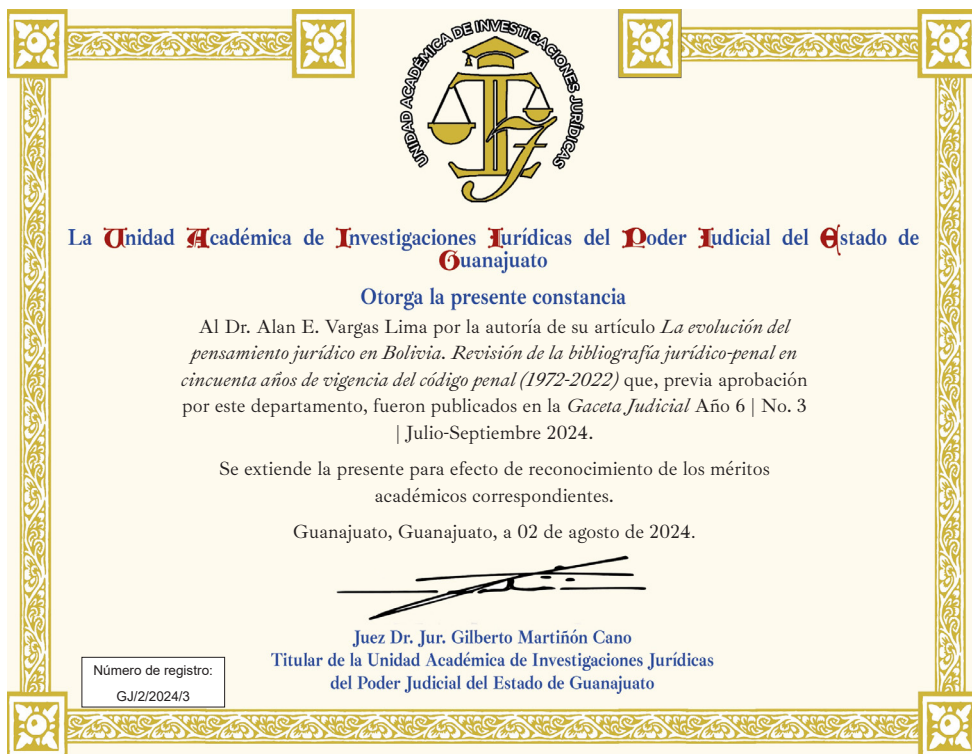 UNIDAD ACADÉMICA DE INVESTIGACIONES JURÍDICAS
La Unidad Académica de Investigaciones Jurídicas del Poder Judicial del Estado de
Guanajuato
Otorga la presente constancia
Al Dr. Alan E. Vargas Lima por la autoría de su artículo La evolución del
pensamiento jurídico en Bolivia. Revisión de la bibliografía jurídico-penal en
cincuenta años de vigencia del código penal (1972-2022) que, previa aprobación
por este departamento, fueron publicados en la Gaceta Judicial Año 6 | No. 3
| Julio-Septiembre 2024.
Se extiende la presente para efecto de reconocimiento de los méritos
académicos correspondientes.
Guanajuato, Guanajuato, a 02 de agosto de 2024.
Juez Dr. Jur. Gilberto Martiñón Cano
Titular de la Unidad Académica de Investigaciones Jurídicas
del Poder Judicial del Estado de Guanajuato
Número de registro:
GJ/2/2024/3